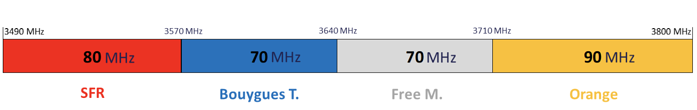 3490 MHz 3570 MHz 3640 MHz 3710 MHz 3800 MHz
80 MHz 70 MHz 70 MHz 90 MHz
SFR Bouygues T. Free M. Orange